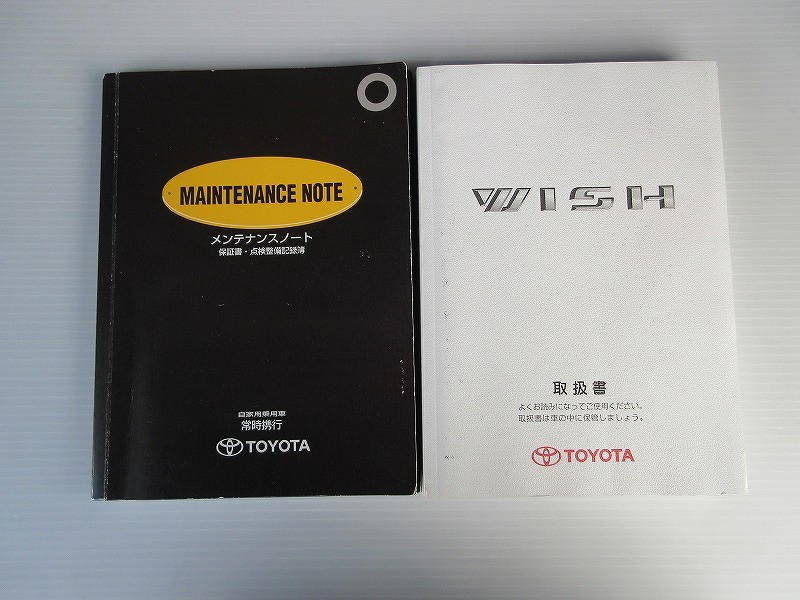 MAINTENANCE NOTE
メンテナンスノート
保証書・点検整備記録簿
自家用乗用車
常時携行
TOYOTA
WISH
取扱書
よくお読みになってご使用ください。
取扱書は車の中に保管しましょう。
TOYOTA